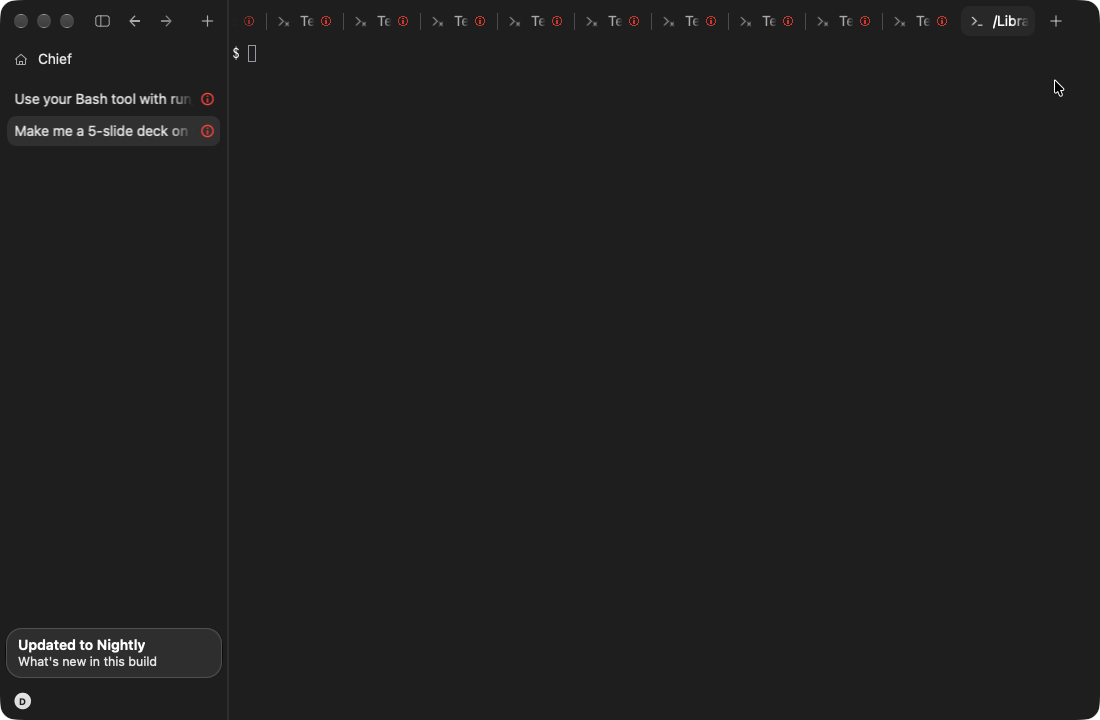 Te Te Te Te Te Te Te Te Te /Libra
Chief
$
Use your Bash tool with run
Make me a 5-slide deck on
Updated to Nightly
What's new in this build
D